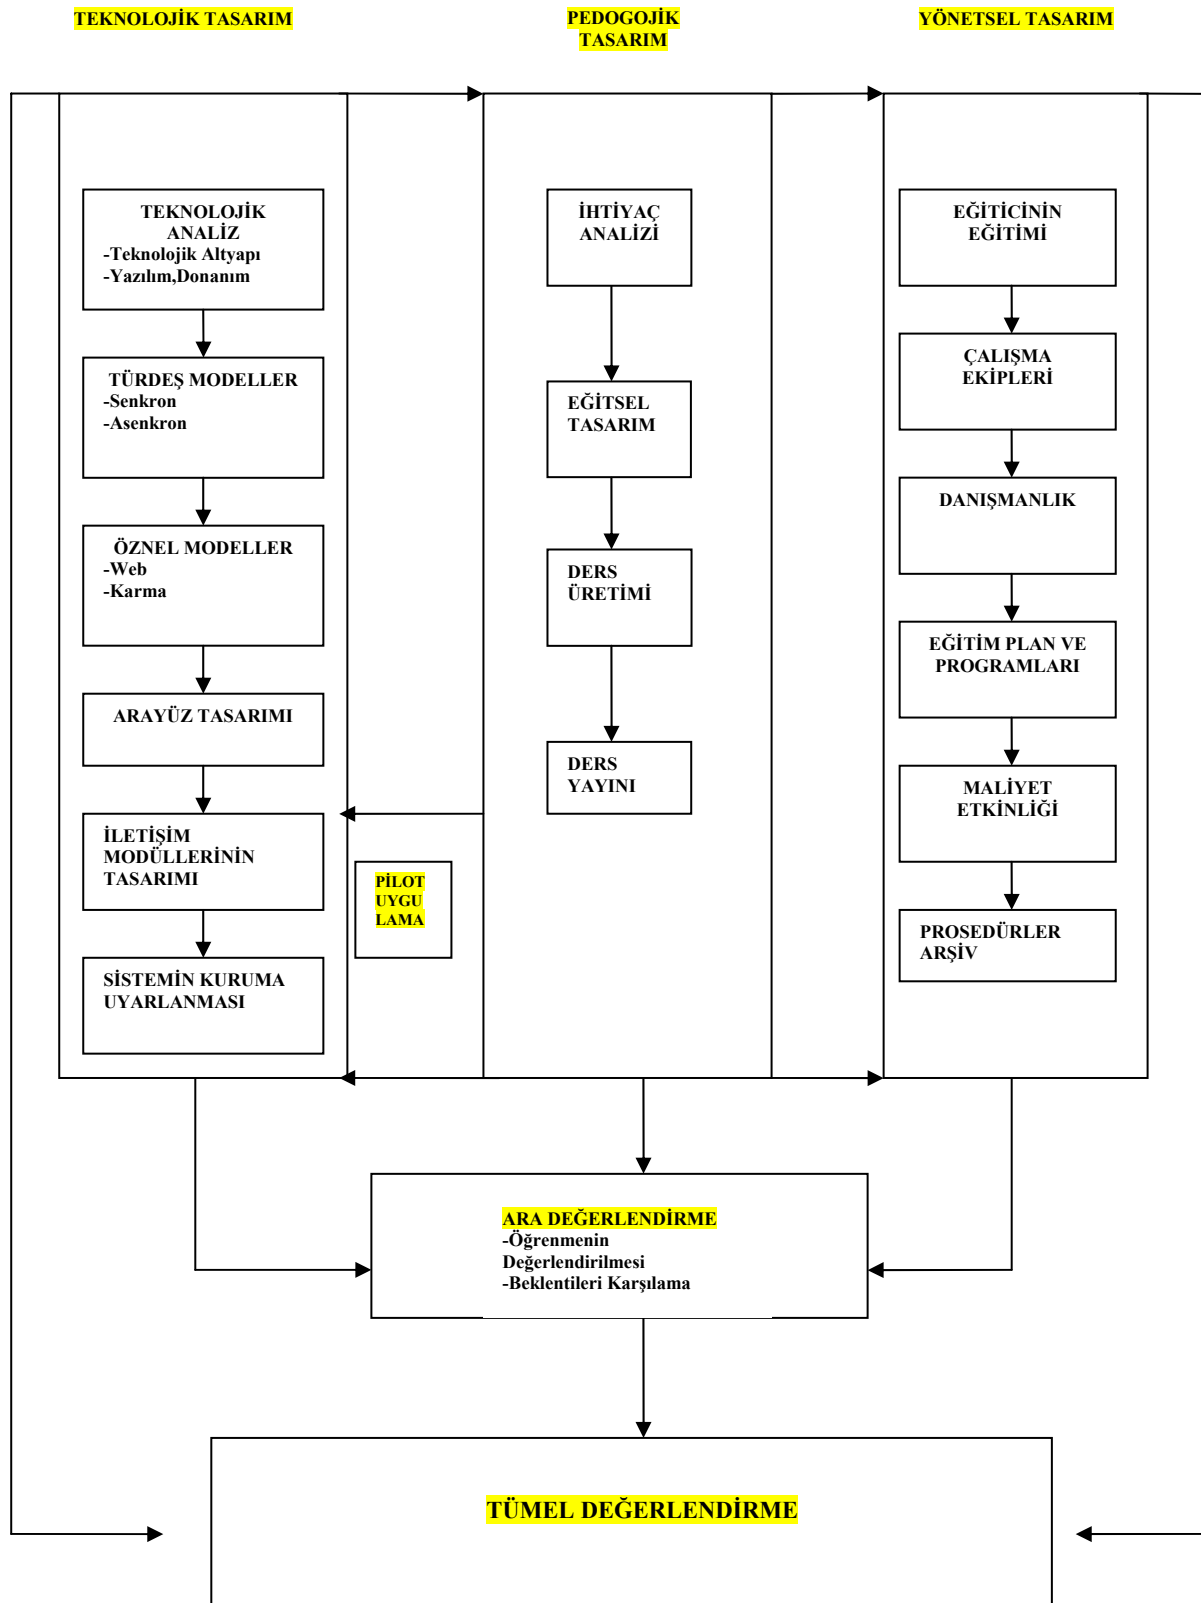 TEKNOLOJİK TASARIM
PEDOGOJİK
TASARIM
YÖNETSEL TASARIM
TEKNOLOJİK
ANALİZ
-Teknolojik Altyapı
-Yazılım,Donanım
TÜRDEŞ MODELLER
-Senkron
-Asenkron
ÖZNEL MODELLER
-Web
-Karma
ARAYÜZ TASARIMI
İLETİŞİM
MODÜLLERİNİN
TASARIMI
SİSTEMİN KURUMA
UYARLANMASI
PİLOT
UYGU
LAMA
İHTİYAÇ
ANALİZİ
EĞİTSEL
TASARIM
DERS
ÜRETİMİ
DERS
YAYINI
EĞİTİCİNİN
EĞİTİMİ
ÇALIŞMA
EKİPLERİ
DANIŞMANLIK
EĞİTİM PLAN VE
PROGRAMLARI
MALİYET
ETKİNLİĞİ
PROSEDÜRLER
ARŞİV
ARA DEĞERLENDİRME
-Öğrenmenin
Değerlendirilmesi
-Beklentileri Karşılama
TÜMEL DEĞERLENDİRME